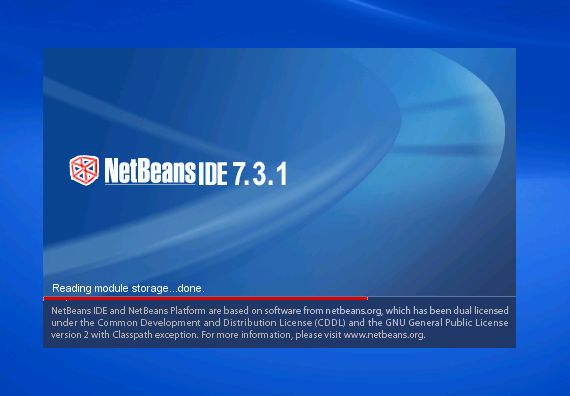 NetBeans IDE 7.3.1
Reading module storage...done.
NetBeans IDE and NetBeans Platform are based on software from netbeans.org, which has been dual licensed
under the Common Development and Distribution License (CDDL) and the GNU General Public License
version 2 with Classpath exception. For more information, please visit www.netbeans.org.